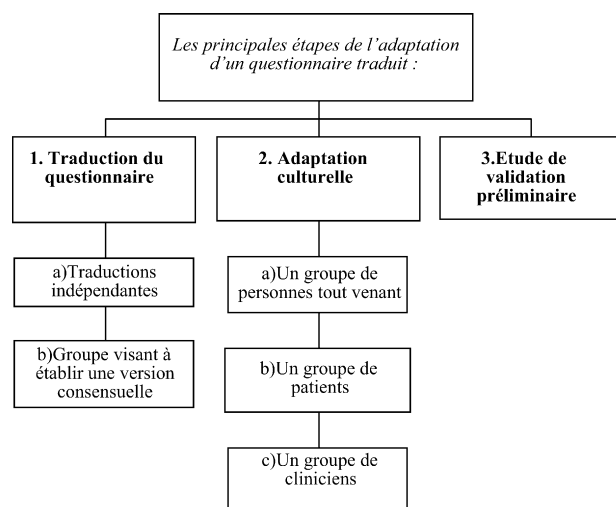 Les principales étapes de l’adaptation
d’un questionnaire traduit :
1. Traduction du
questionnaire
2. Adaptation
culturelle
3.Etude de
validation
préliminaire
a)Traductions
indépendantes
b)Groupe visant à
établir une version
consensuelle
a)Un groupe de
personnes tout venant
b)Un groupe de
patients
c)Un groupe de
cliniciens